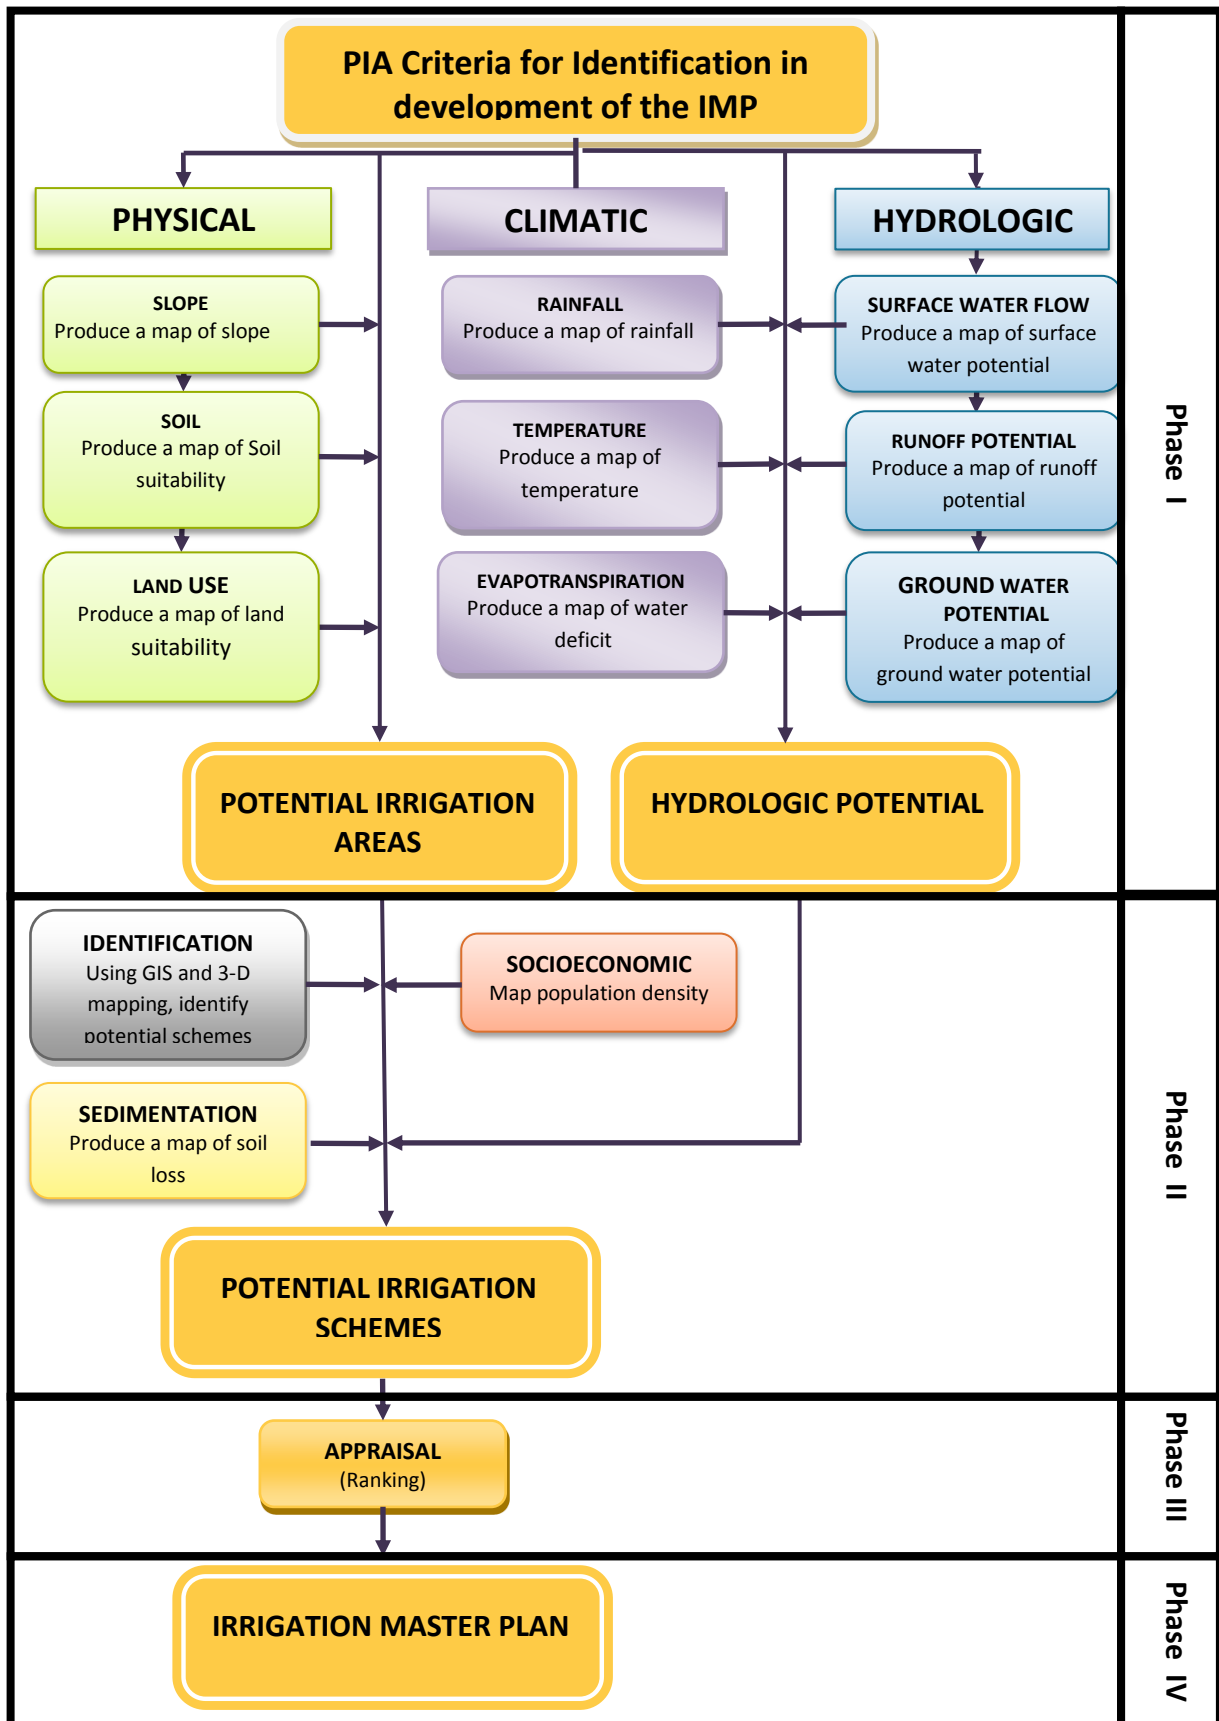 PIA Criteria for Identification in
development of the IMP
PHYSICAL
CLIMATIC
HYDROLOGIC
SLOPE
Produce a map of slope
RAINFALL
Produce a map of rainfall
SURFACE WATER FLOW
Produce a map of surface
water potential
SOIL
Produce a map of Soil
suitability
TEMPERATURE
Produce a map of
temperature
RUNOFF POTENTIAL
Produce a map of runoff
potential
LAND USE
Produce a map of land
suitability
EVAPOTRANSPIRATION
Produce a map of water
deficit
GROUND WATER
POTENTIAL
Produce a map of
ground water potential
Phase I
POTENTIAL IRRIGATION
AREAS
HYDROLOGIC POTENTIAL
IDENTIFICATION
Using GIS and 3-D
mapping, identify
potential schemes
SOCIOECONOMIC
Map population density
SEDIMENTATION
Produce a map of soil
loss
Phase II
POTENTIAL IRRIGATION
SCHEMES
APPRAISAL
(Ranking)
Phase III
IRRIGATION MASTER PLAN
Phase IV